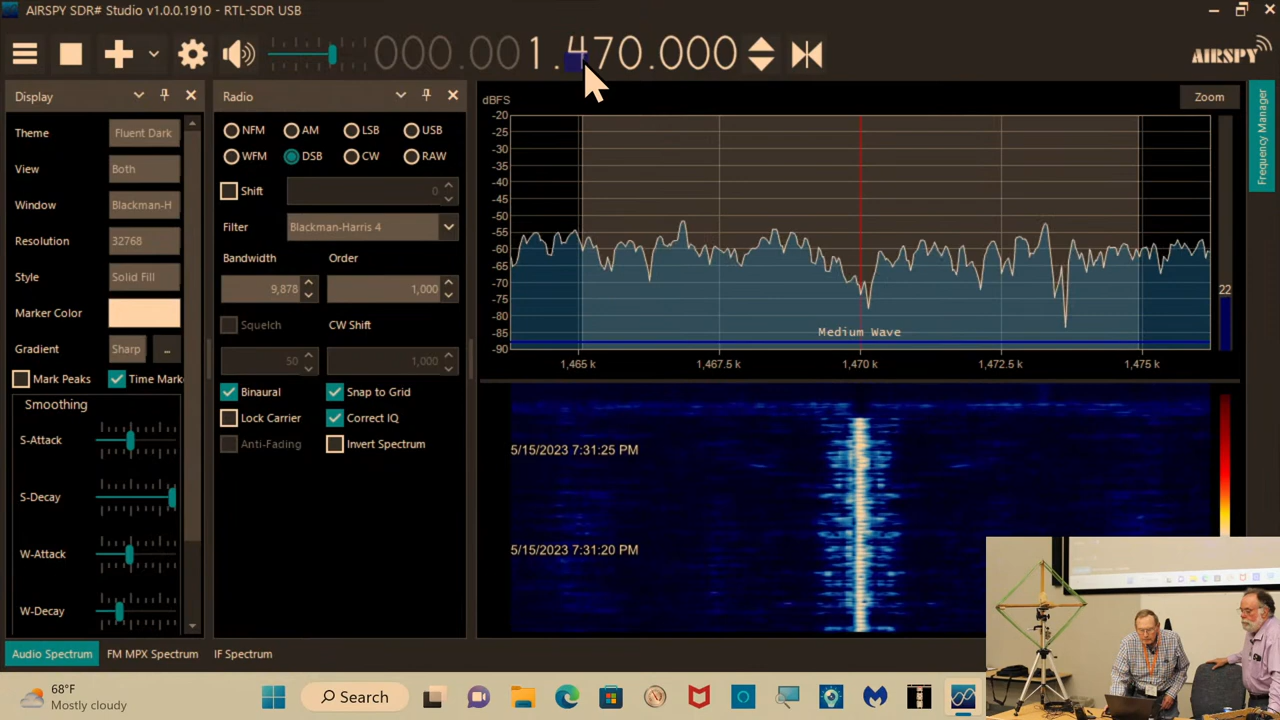 AIRSPY SDR# Studio v1.0.0.1910 - RTL-SDR USB
000.001.470.000
AIRSPY
Display
Theme Fluent Dark
View Both
Window Blackman-H
Resolution 32768
Style Solid Fill
Marker Color
Gradient Sharp ..
Mark Peaks Time Mark
Smoothing
S-Attack
S-Decay
W-Attack
W-Decay
Radio
NFM AM LSB USB
WFM DSB CW RAW
Shift 0
Filter Blackman-Harris 4
Bandwidth Order
9,878 1,000
Squelch CW Shift
50 1,000
Binaural Snap to Grid
Lock Carrier Correct IQ
Anti-Fading Invert Spectrum
dBFS
Zoom
-20
-25
-30
-35
-40
-45
-50
-55
-60
-65
-70
-75
-80
-85
-90
22
Medium Wave
1,465 k 1,467.5 k 1,470 k 1,472.5 k 1,475 k
5/15/2023 7:31:25 PM
5/15/2023 7:31:20 PM
Frequency Manager
Audio Spectrum FM MPX Spectrum IF Spectrum
68°F
Mostly cloudy
Search